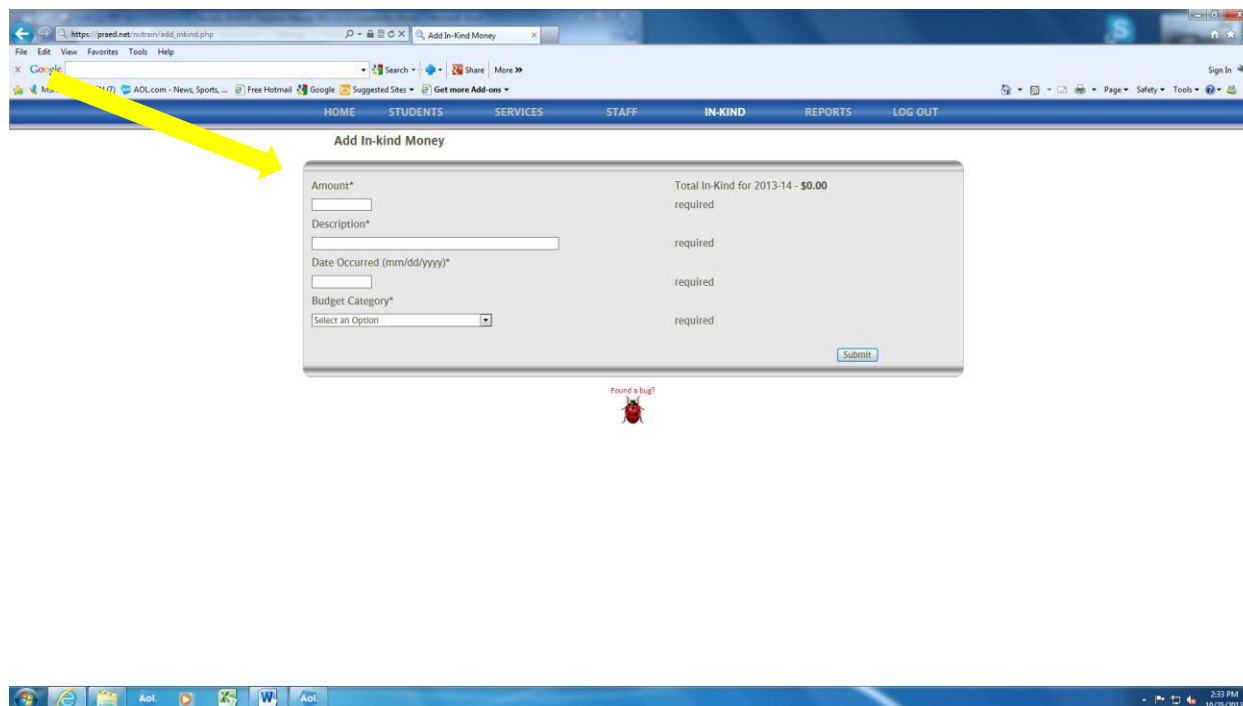 https://praed.net/nvtrain/add_inkind.php
Add In-Kind Money
File Edit View Favorites Tools Help
x Google Search Share More » Sign In
AOL.com - News, Sports, ... Free Hotmail Google Suggested Sites Get more Add-ons Page Safety Tools
HOME STUDENTS SERVICES STAFF IN-KIND REPORTS LOG OUT
Add In-kind Money
Amount* Total In-Kind for 2013-14 - $0.00
required
Description*
required
Date Occurred (mm/dd/yyyy)*
required
Budget Category*
Select an Option required
Submit
Found a bug?
Aol. Aol.
2:33 PM
10/25/2013